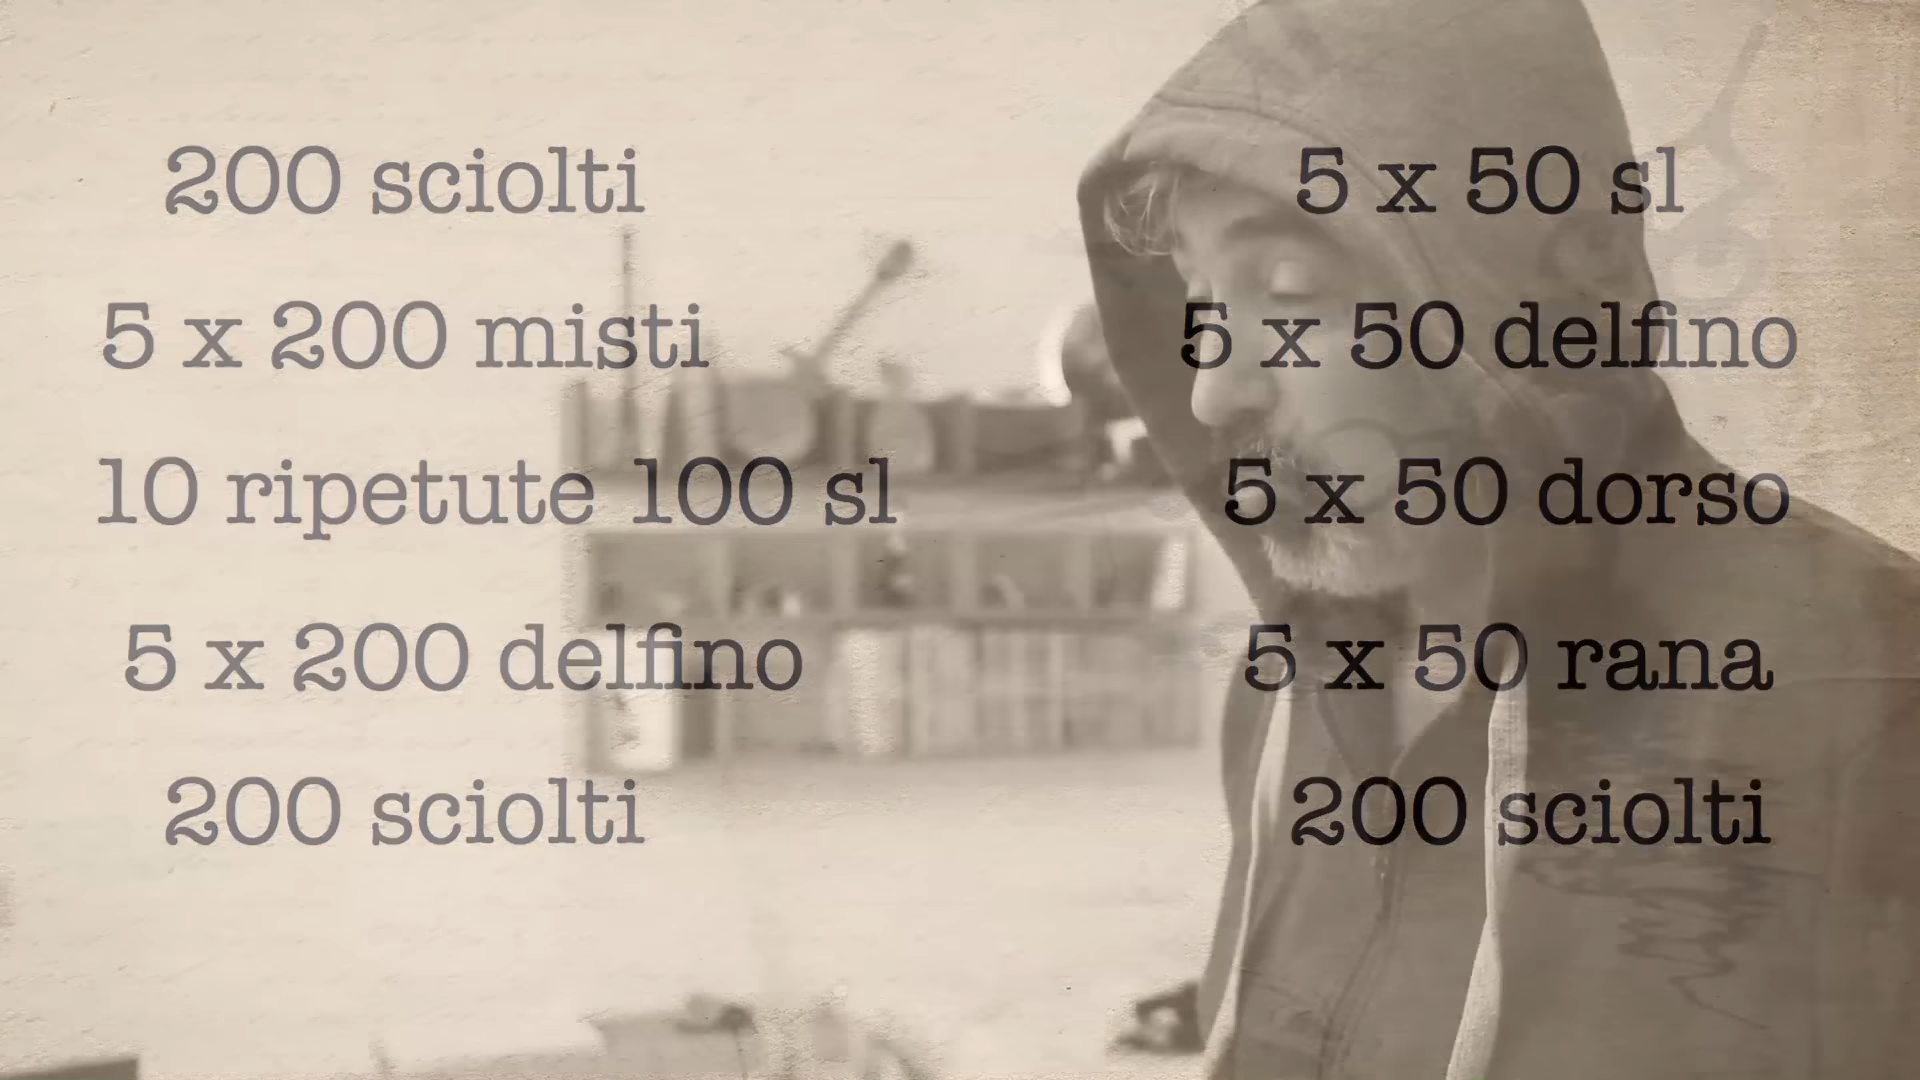 200 sciolti
5 x 200 misti
10 ripetute 100 sl
5 x 200 delfino
200 sciolti
5 x 50 sl
5 x 50 delfino
5 x 50 dorso
5 x 50 rana
200 sciolti